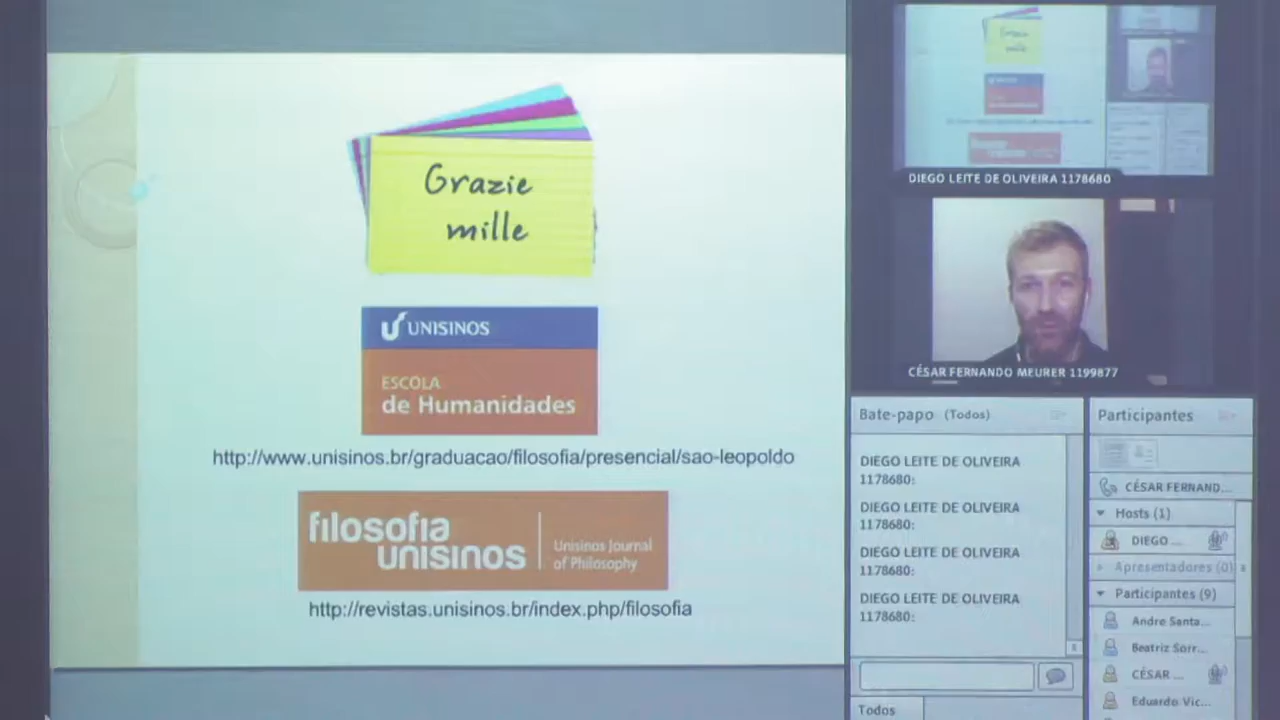 Grazie
mille
UNISINOS
ESCOLA
de Humanidades
http://www.unisinos.br/graduacao/filosofia/presencial/sao-leopoldo
filosofia
unisinos
Unisinos Journal
of Philosophy
http://revistas.unisinos.br/index.php/filosofia
Grazie
mille
DIEGO LEITE DE OLIVEIRA 1178680
CÉSAR FERNANDO MEURER 1199877
Bate-papo (Todos)
DIEGO LEITE DE OLIVEIRA
1178680:
DIEGO LEITE DE OLIVEIRA
1178680:
DIEGO LEITE DE OLIVEIRA
1178680:
DIEGO LEITE DE OLIVEIRA
1178680:
Todos
Participantes
CÉSAR FERNAND...
Hosts (1)
DIEGO ...
Apresentadores (0)
Participantes (9)
Andre Santa...
Beatriz Sorr...
CÉSAR ...
Eduardo Vic...